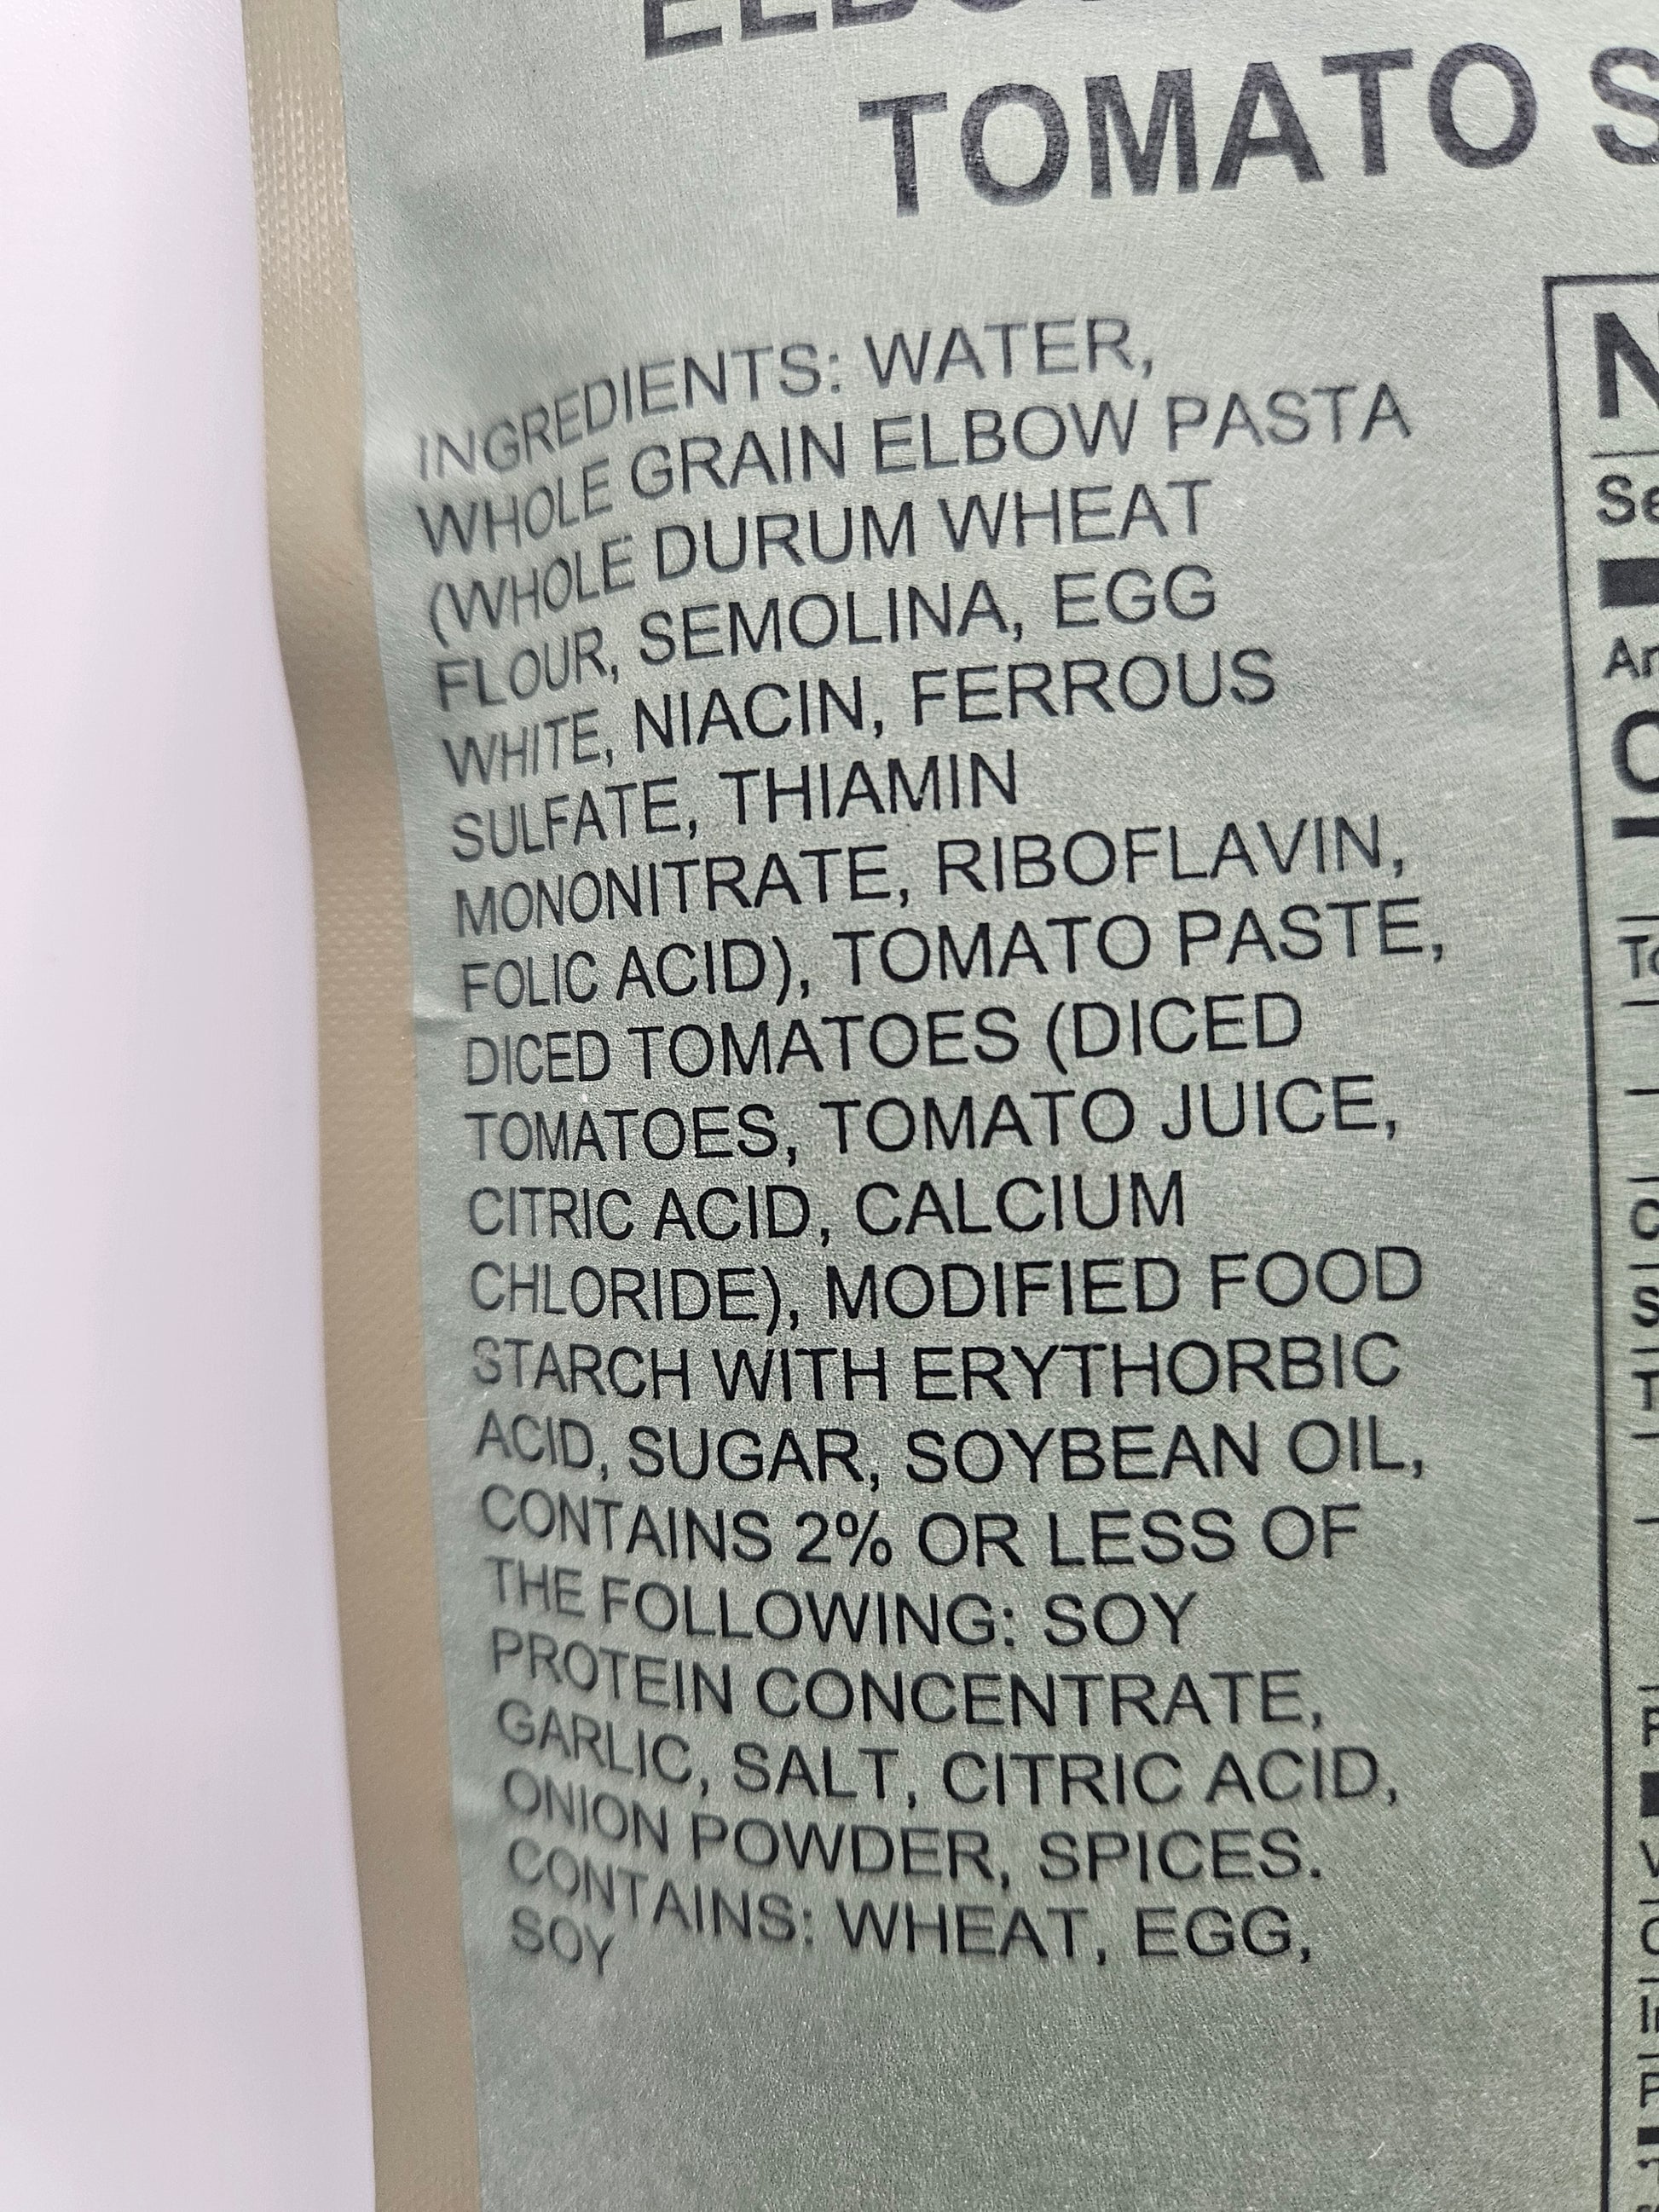 TOMATO
INGREDIENTS: WATER,
WHOLE GRAIN ELBOW PASTA
(WHOLE DURUM WHEAT
FLOUR, SEMOLINA, EGG
WHITE, NIACIN, FERROUS
SULFATE, THIAMIN
MONONITRATE, RIBOFLAVIN,
FOLIC ACID), TOMATO PASTE,
DICED TOMATOES (DICED
TOMATOES, TOMATO JUICE,
CITRIC ACID, CALCIUM
CHLORIDE), MODIFIED FOOD
STARCH WITH ERYTHORBIC
ACID, SUGAR, SOYBEAN OIL,
CONTAINS 2% OR LESS OF
THE FOLLOWING: SOY
PROTEIN CONCENTRATE,
GARLIC, SALT, CITRIC ACID,
ONION POWDER, SPICES.
CONTAINS: WHEAT, EGG,
SOY